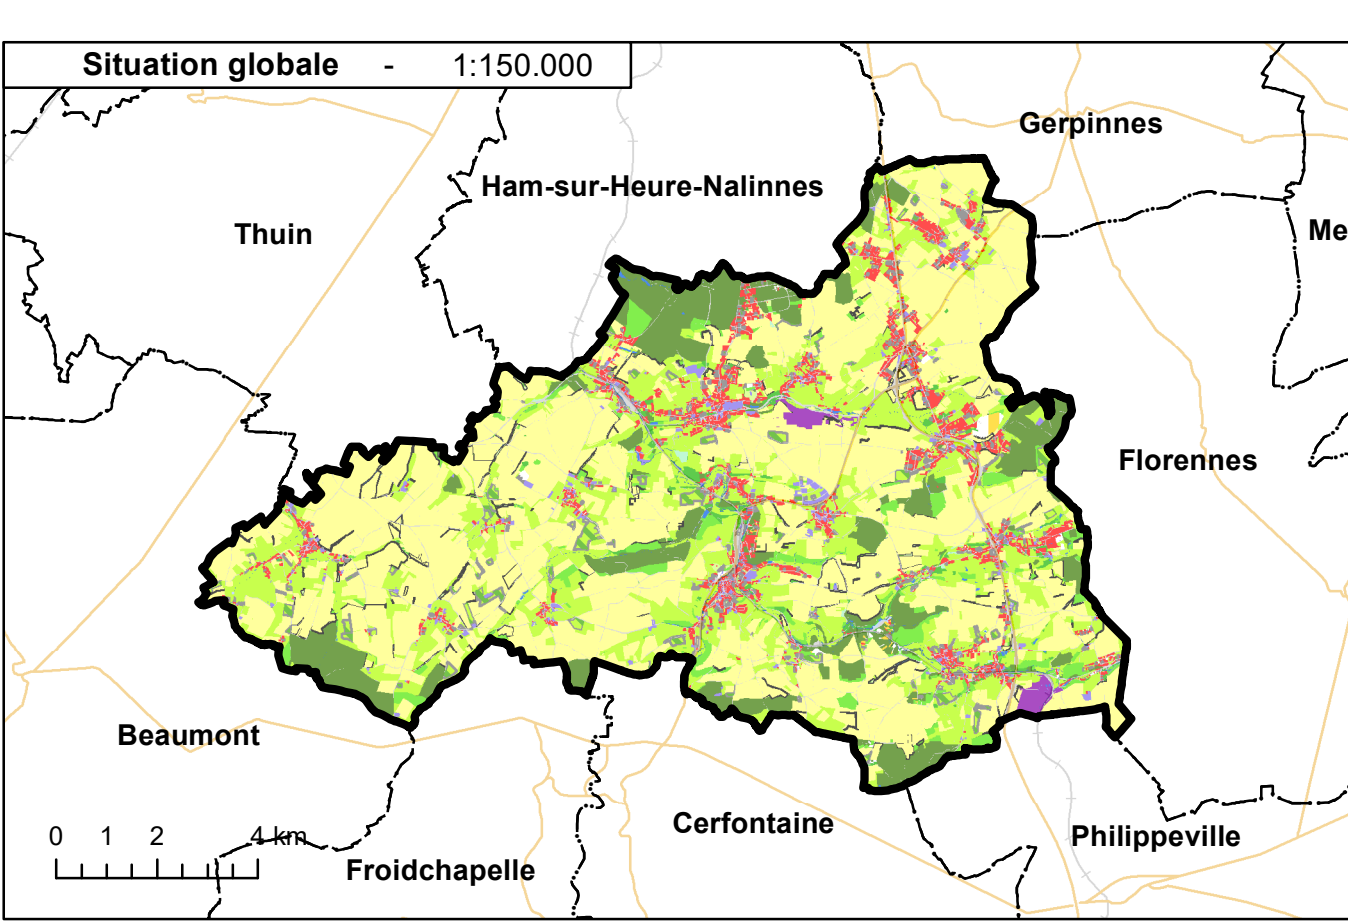 Situation globale - 1:150.000
Gerpinnes
Ham-sur-Heure-Nalinnes
Thuin
Me
Florennes
Beaumont
Cerfontaine
Philippeville
0 1 2 4 km
Froidchapelle